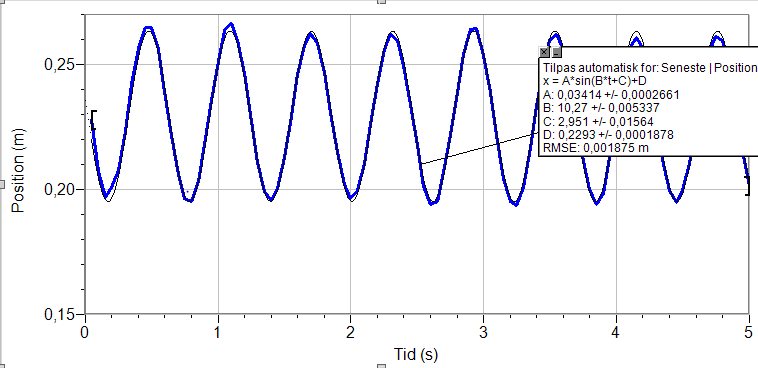 0,25
0,20
0,15
Position (m)
0
1
2
3
4
5
Tid (s)
Tilpas automatisk for: Seneste | Position
x = A*sin(B*t+C)+D
A: 0,03414 +/- 0,0002661
B: 10,27 +/- 0,005337
C: 2,951 +/- 0,01564
D: 0,2293 +/- 0,0001878
RMSE: 0,001875 m